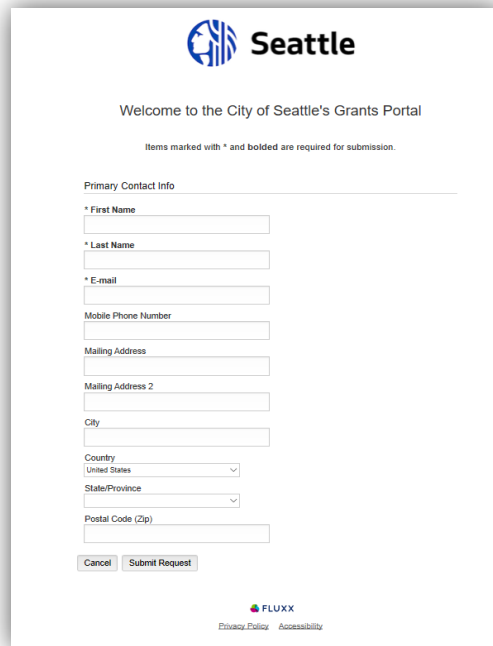 Seattle
Welcome to the City of Seattle's Grants Portal
Items marked with * and bolded are required for submission.
Primary Contact Info
* First Name
* Last Name
* E-mail
Mobile Phone Number
Mailing Address
Mailing Address 2
City
Country
United States
State/Province
Postal Code (Zip)
Cancel Submit Request
FLUXX
Privacy Policy Accessibility